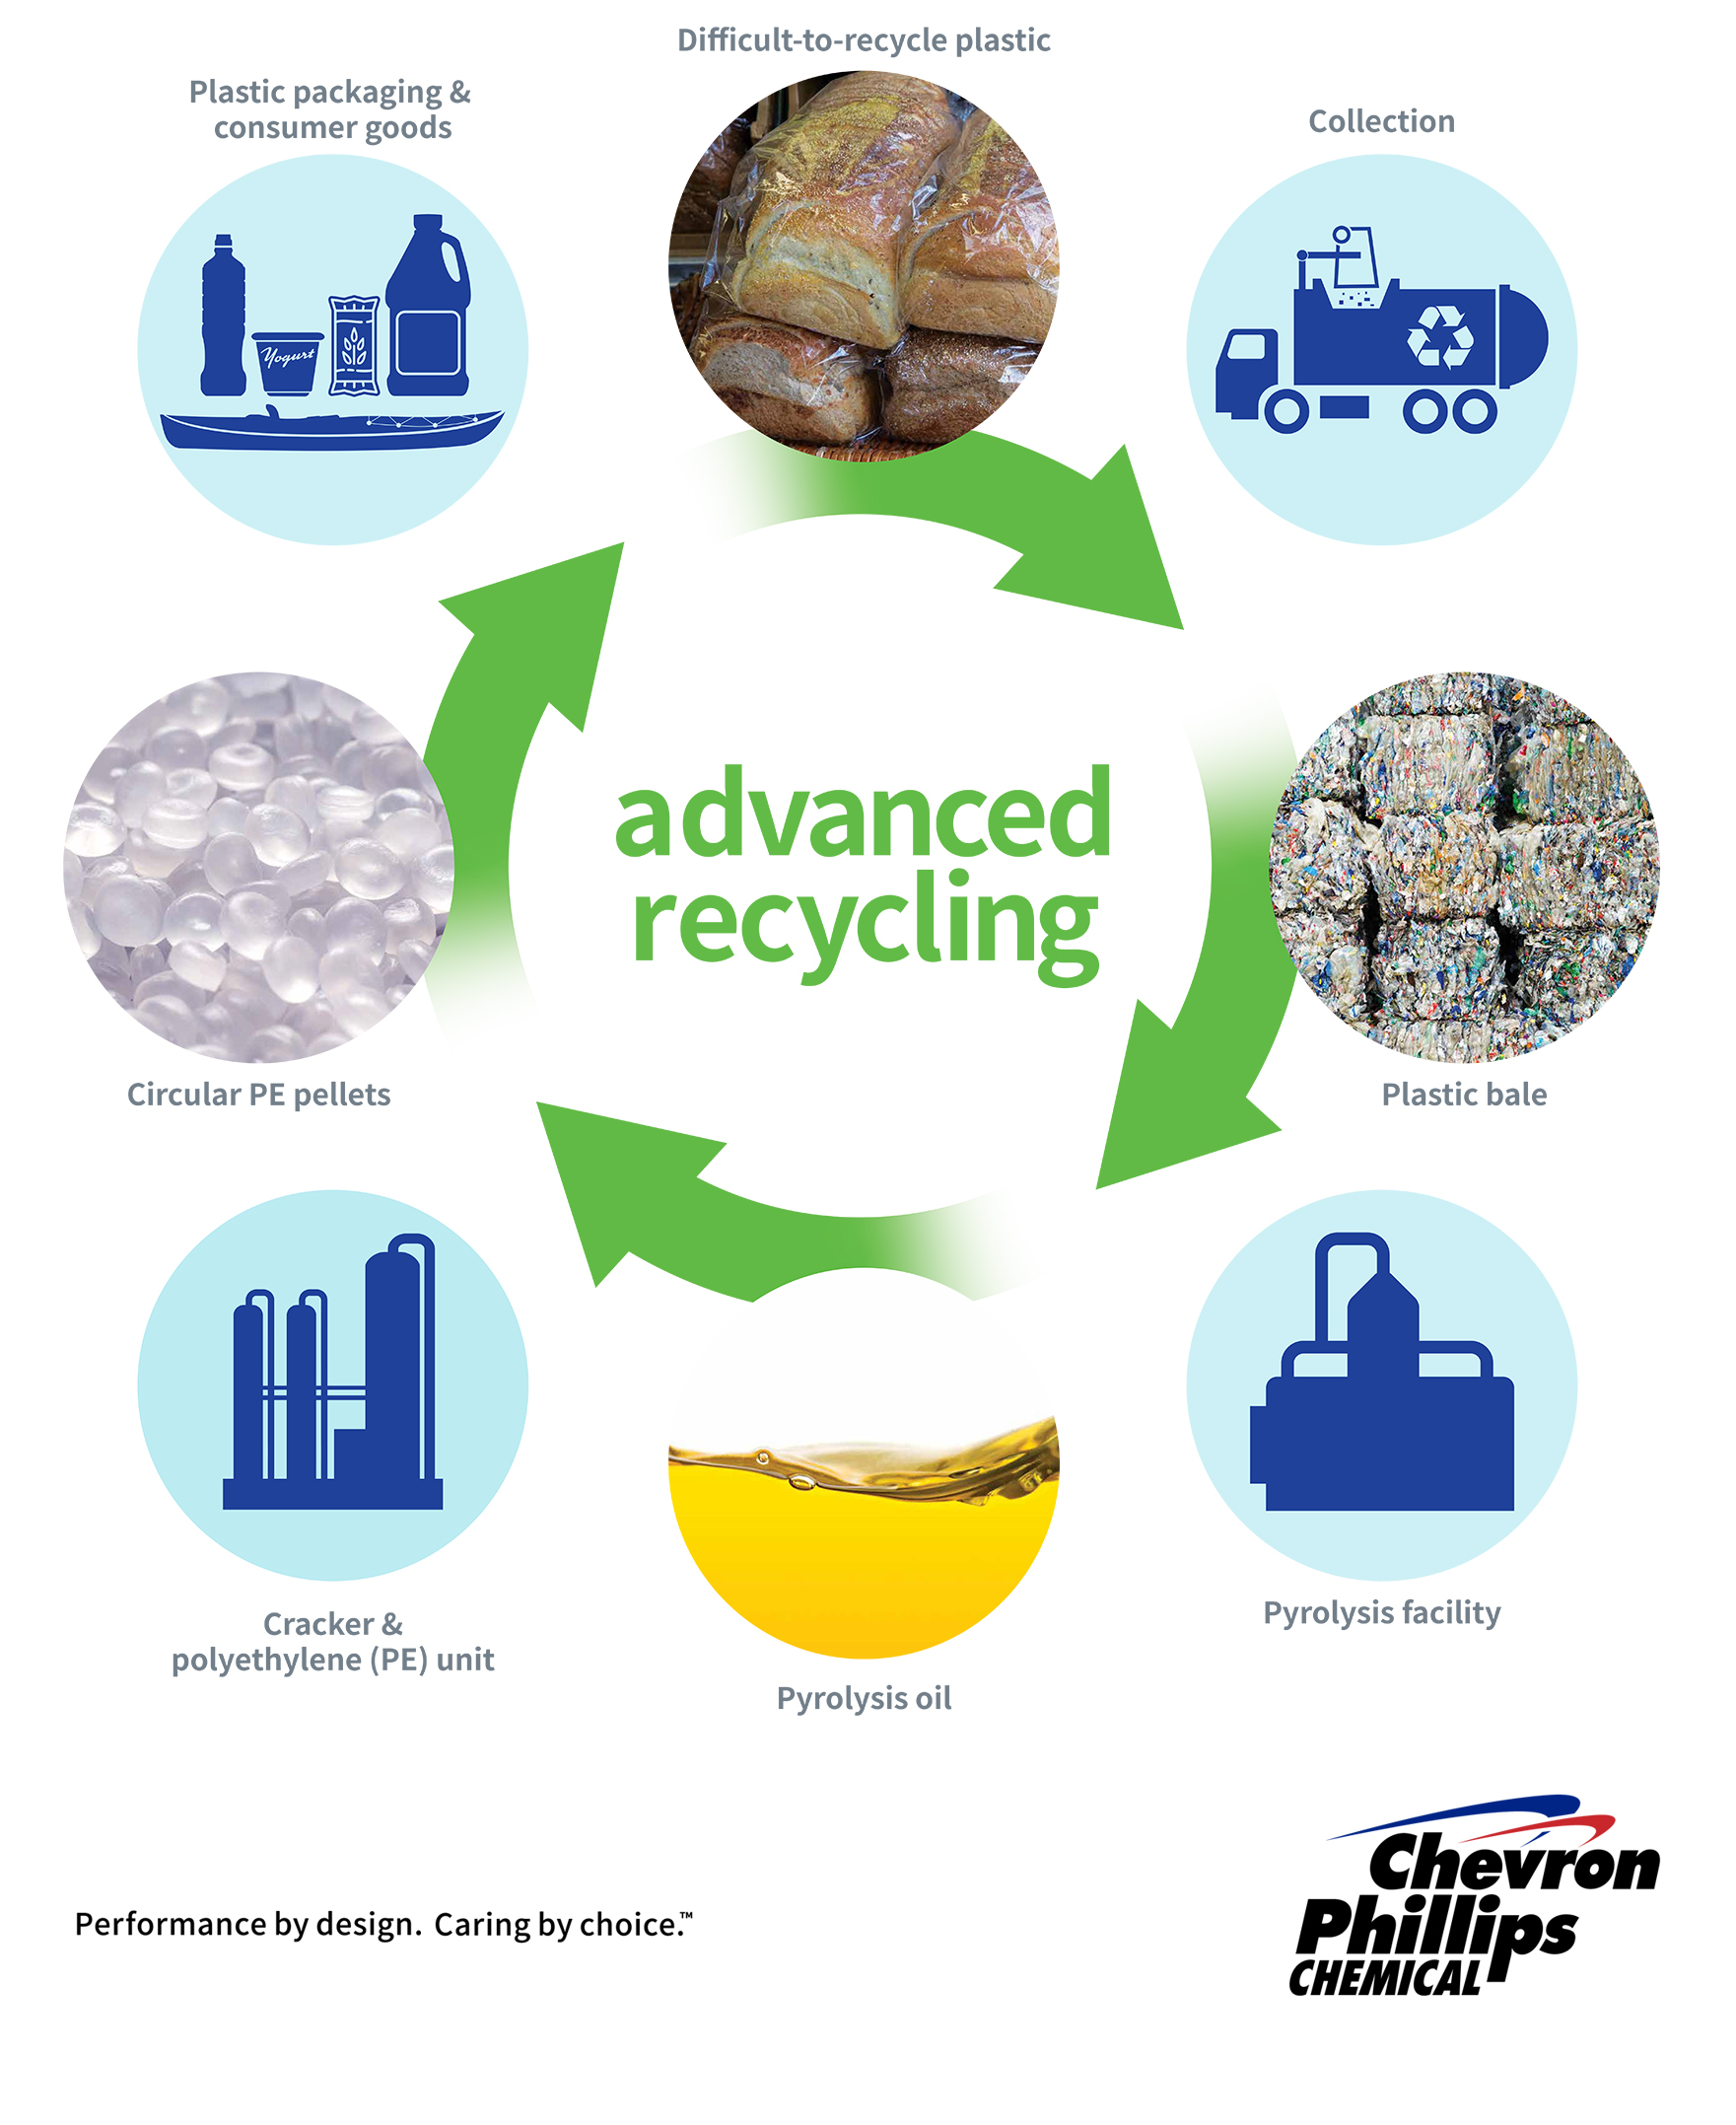 Difficult-to-recycle plastic
Plastic packaging &
consumer goods
Collection
Yogurt
advanced
recycling
Circular PE pellets
Plastic bale
Cracker &
polyethylene (PE) unit
Pyrolysis facility
Pyrolysis oil
Performance by design. Caring by choice.™
Chevron
Phillips
CHEMICAL